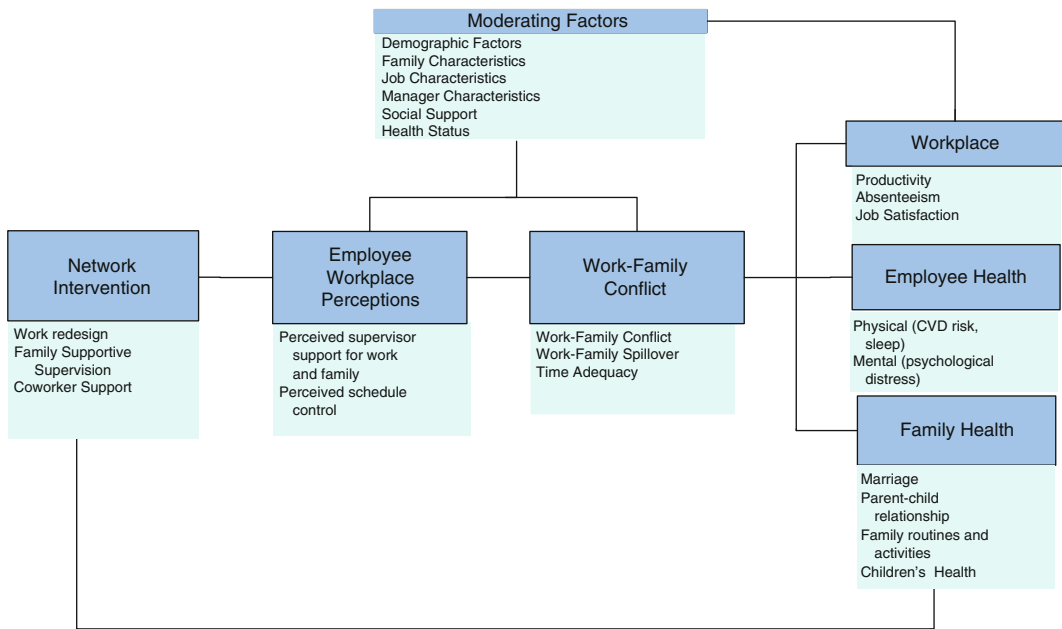 Moderating Factors
Demographic Factors
Family Characteristics
Job Characteristics
Manager Characteristics
Social Support
Health Status
Network
Intervention
Work redesign
Family Supportive
Supervision
Coworker Support
Employee
Workplace
Perceptions
Perceived supervisor
support for work
and family
Perceived schedule
control
Work-Family
Conflict
Work-Family Conflict
Work-Family Spillover
Time Adequacy
Workplace
Productivity
Absenteeism
Job Satisfaction
Employee Health
Physical (CVD risk,
sleep)
Mental (psychological
distress)
Family Health
Marriage
Parent-child
relationship
Family routines and
activities
Children's Health